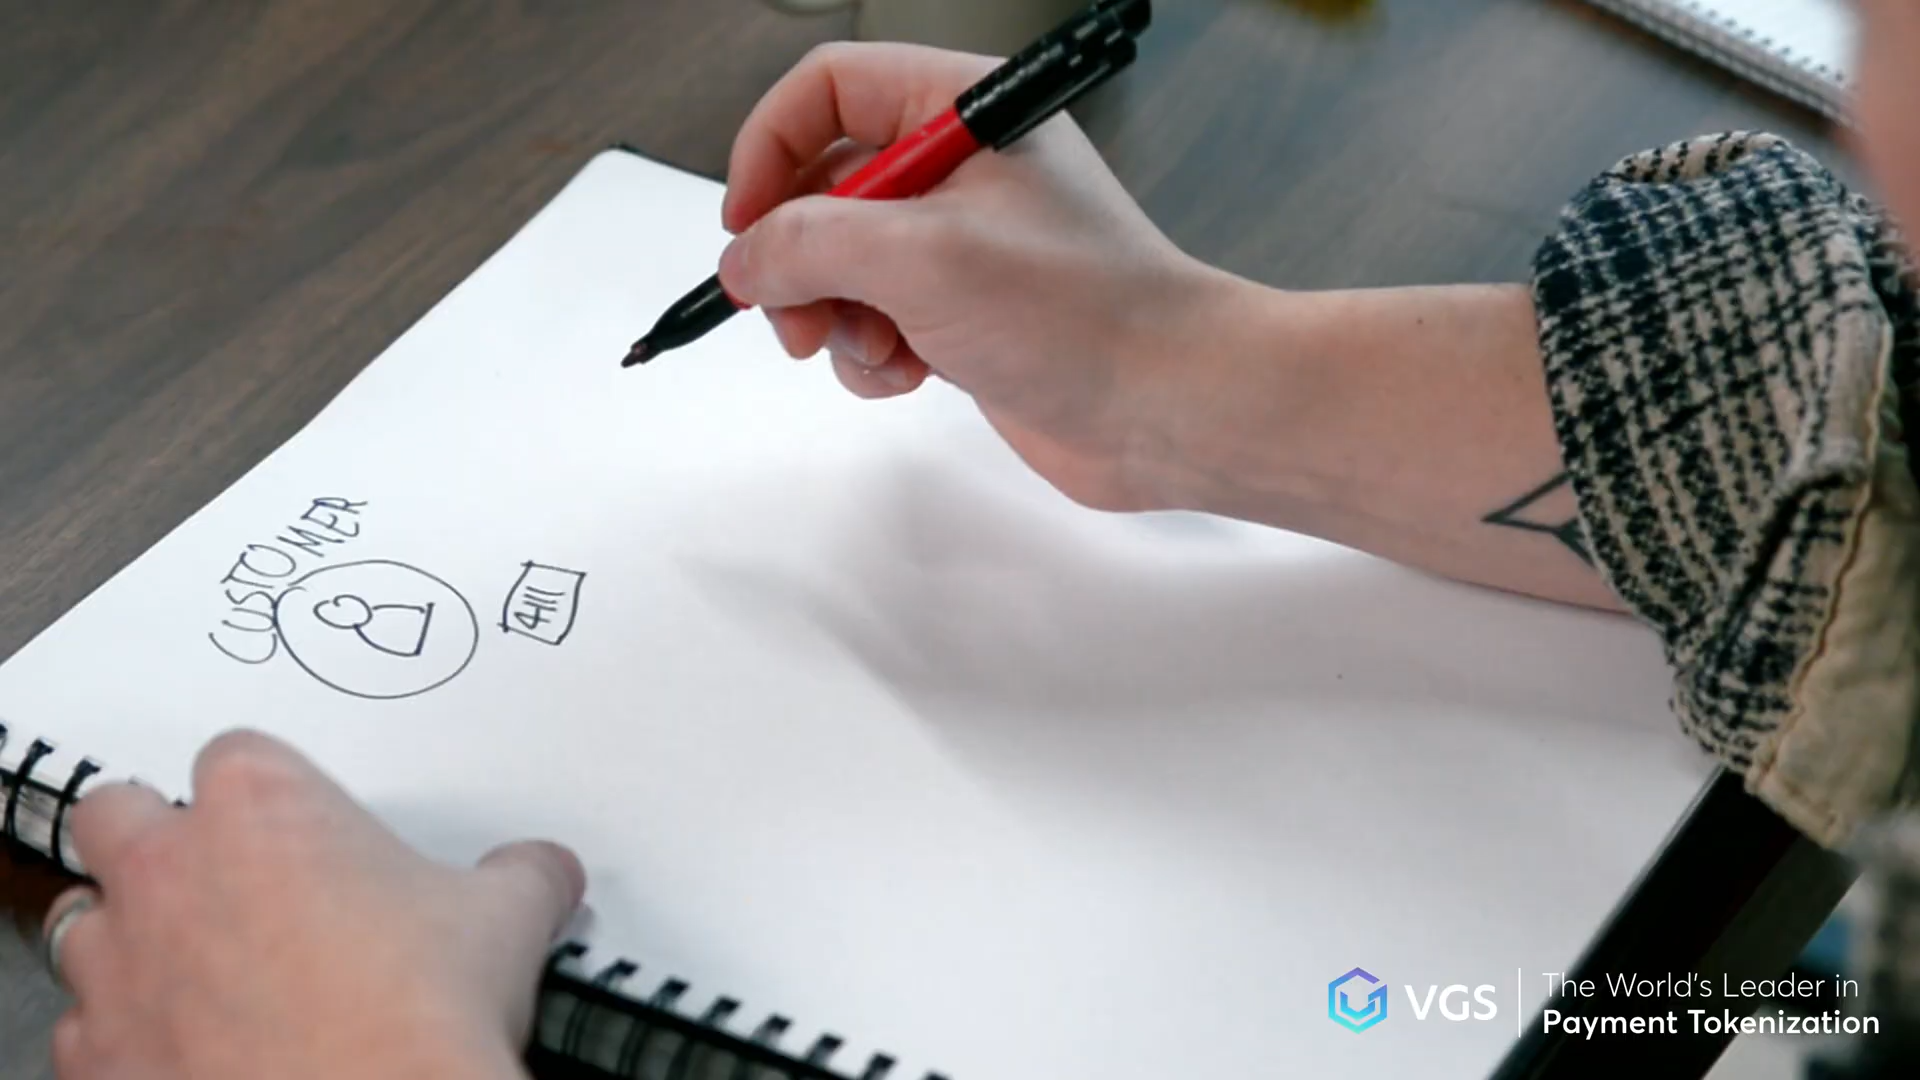 CUSTOMER
4111
VGS
The World's Leader in
Payment Tokenization